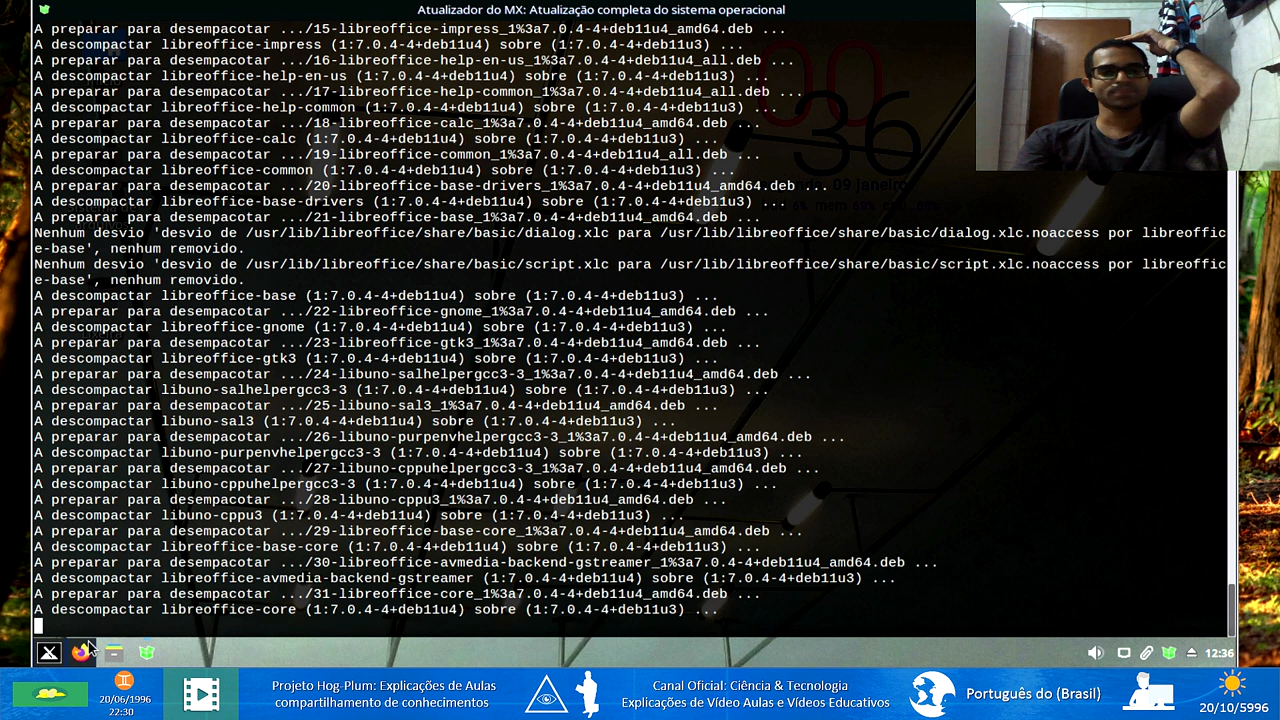 Atualizador do MX: Atualização completa do sistema operacional
A preparar para desempacotar .../15-libreoffice-impress_1%3a7.0.4-4+deb11u4_amd64.deb ...
A descompactar libreoffice-impress (1:7.0.4-4+deb11u4) sobre (1:7.0.4-4+deb11u3) ...
A preparar para desempacotar .../16-libreoffice-help-en-us_1%3a7.0.4-4+deb11u4_all.deb ...
A descompactar libreoffice-help-en-us (1:7.0.4-4+deb11u4) sobre (1:7.0.4-4+deb11u3) ...
A preparar para desempacotar .../17-libreoffice-help-common_1%3a7.0.4-4+deb11u4_all.deb ...
A descompactar libreoffice-help-common (1:7.0.4-4+deb11u4) sobre (1:7.0.4-4+deb11u3) ...
A preparar para desempacotar .../18-libreoffice-calc_1%3a7.0.4-4+deb11u4_amd64.deb ...
A descompactar libreoffice-calc (1:7.0.4-4+deb11u4) sobre (1:7.0.4-4+deb11u3) ...
A preparar para desempacotar .../19-libreoffice-common_1%3a7.0.4-4+deb11u4_all.deb ...
A descompactar libreoffice-common (1:7.0.4-4+deb11u4) sobre (1:7.0.4-4+deb11u3) ...
A preparar para desempacotar .../20-libreoffice-base-drivers_1%3a7.0.4-4+deb11u4_amd64.deb ...
A descompactar libreoffice-base-drivers (1:7.0.4-4+deb11u4) sobre (1:7.0.4-4+deb11u3) ...
A preparar para desempacotar .../21-libreoffice-base_1%3a7.0.4-4+deb11u4_amd64.deb ...
Nenhum desvio 'desvio de /usr/lib/libreoffice/share/basic/dialog.xlc para /usr/lib/libreoffice/share/basic/dialog.xlc.noaccess por libreoffic
e-base', nenhum removido.
Nenhum desvio 'desvio de /usr/lib/libreoffice/share/basic/script.xlc para /usr/lib/libreoffice/share/basic/script.xlc.noaccess por libreoffic
e-base', nenhum removido.
A descompactar libreoffice-base (1:7.0.4-4+deb11u4) sobre (1:7.0.4-4+deb11u3) ...
A preparar para desempacotar .../22-libreoffice-gnome_1%3a7.0.4-4+deb11u4_amd64.deb ...
A descompactar libreoffice-gnome (1:7.0.4-4+deb11u4) sobre (1:7.0.4-4+deb11u3) ...
A preparar para desempacotar .../23-libreoffice-gtk3_1%3a7.0.4-4+deb11u4_amd64.deb ...
A descompactar libreoffice-gtk3 (1:7.0.4-4+deb11u4) sobre (1:7.0.4-4+deb11u3) ...
A preparar para desempacotar .../24-libuno-salhelpergcc3-3_1%3a7.0.4-4+deb11u4_amd64.deb ...
A descompactar libuno-salhelpergcc3-3 (1:7.0.4-4+deb11u4) sobre (1:7.0.4-4+deb11u3) ...
A preparar para desempacotar .../25-libuno-sal3_1%3a7.0.4-4+deb11u4_amd64.deb ...
A descompactar libuno-sal3 (1:7.0.4-4+deb11u4) sobre (1:7.0.4-4+deb11u3) ...
A preparar para desempacotar .../26-libuno-purpenvhelpergcc3-3_1%3a7.0.4-4+deb11u4_amd64.deb ...
A descompactar libuno-purpenvhelpergcc3-3 (1:7.0.4-4+deb11u4) sobre (1:7.0.4-4+deb11u3) ...
A preparar para desempacotar .../27-libuno-cppuhelpergcc3-3_1%3a7.0.4-4+deb11u4_amd64.deb ...
A descompactar libuno-cppuhelpergcc3-3 (1:7.0.4-4+deb11u4) sobre (1:7.0.4-4+deb11u3) ...
A preparar para desempacotar .../28-libuno-cppu3_1%3a7.0.4-4+deb11u4_amd64.deb ...
A descompactar libuno-cppu3 (1:7.0.4-4+deb11u4) sobre (1:7.0.4-4+deb11u3) ...
A preparar para desempacotar .../29-libreoffice-base-core_1%3a7.0.4-4+deb11u4_amd64.deb ...
A descompactar libreoffice-base-core (1:7.0.4-4+deb11u4) sobre (1:7.0.4-4+deb11u3) ...
A preparar para desempacotar .../30-libreoffice-avmedia-backend-gstreamer_1%3a7.0.4-4+deb11u4_amd64.deb ...
A descompactar libreoffice-avmedia-backend-gstreamer (1:7.0.4-4+deb11u4) sobre (1:7.0.4-4+deb11u3) ...
A preparar para desempacotar .../31-libreoffice-core_1%3a7.0.4-4+deb11u4_amd64.deb ...
A descompactar libreoffice-core (1:7.0.4-4+deb11u4) sobre (1:7.0.4-4+deb11u3) ...
00
36
09 janeiro
12:36
20/06/1996
22:30
Projeto Hog-Plum: Explicações de Aulas
compartilhamento de conhecimentos
Canal Oficial: Ciência & Tecnologia
Explicações de Vídeo Aulas e Vídeos Educativos
Português do (Brasil)
20/10/5996